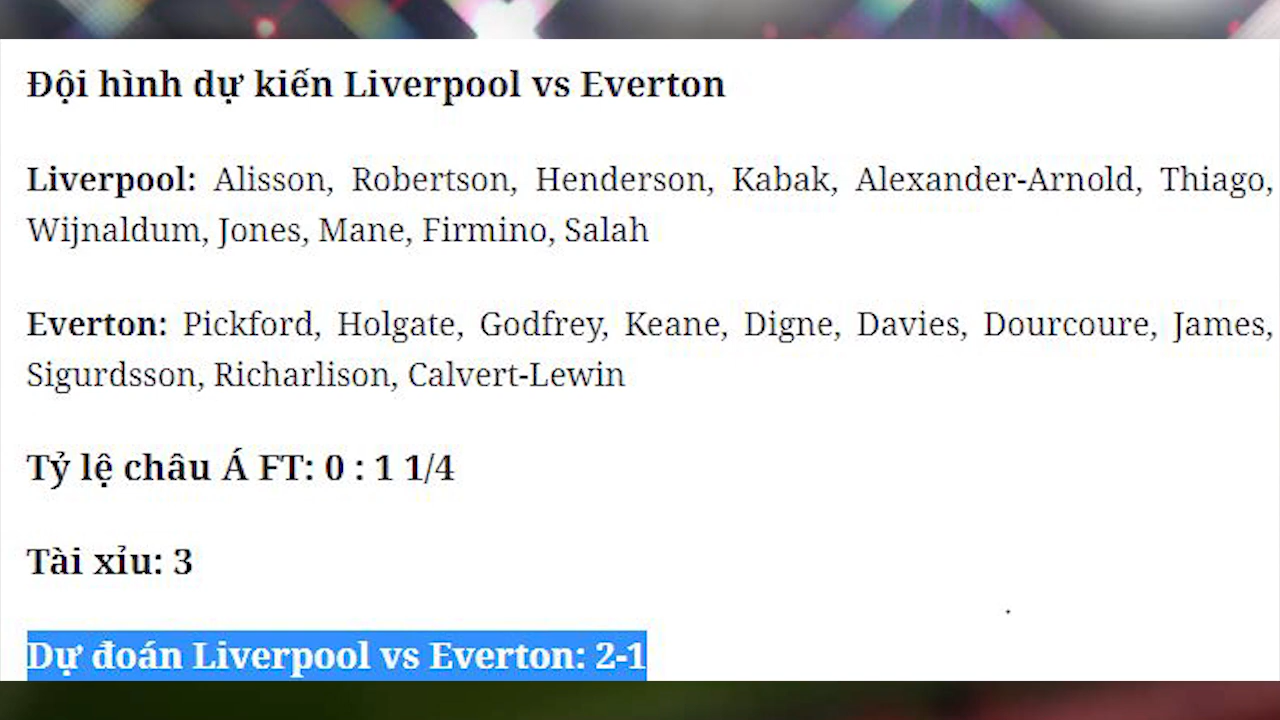 Đội hình dự kiến Liverpool vs Everton
Liverpool: Alisson, Robertson, Henderson, Kabak, Alexander-Arnold, Thiago,
Wijnaldum, Jones, Mane, Firmino, Salah
Everton: Pickford, Holgate, Godfrey, Keane, Digne, Davies, Dourcoure, James,
Sigurdsson, Richarlison, Calvert-Lewin
Tỷ lệ châu Á FT: 0 : 1 1/4
Tài xỉu: 3
Dự đoán Liverpool vs Everton: 2-1